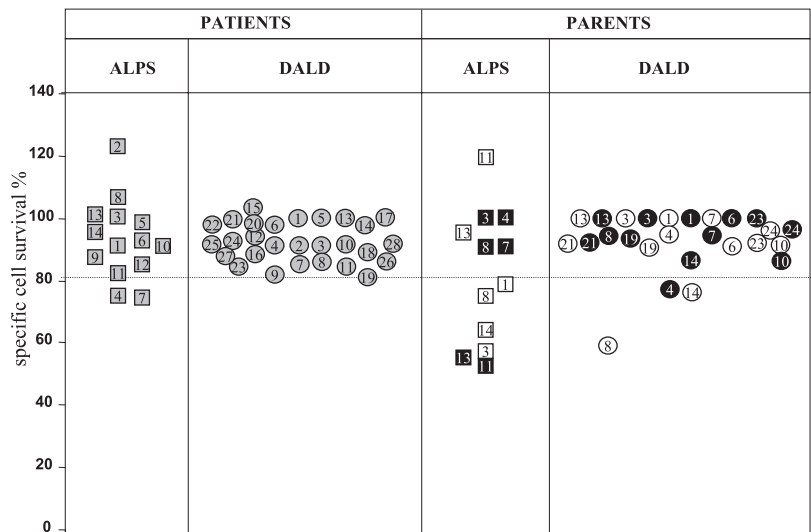 PATIENTS PARENTS
ALPS DALD ALPS DALD
specific cell survival %
140
120
100
80
60
40
20
0
2
8
13 3 5
14 1 6 10
9 11 12
4 7
15
22 21 20 6 1 5 13 14 17
25 24 12 4 2 3 10 18 28
27 23 16 9 7 8 11 19 26
11
3 4
13
8 7
1
8
14
3
13 11
13 13 3 3 1 1 7 7 6 23 24 24
21 21 8 19 19 4 6 23 10
14 10
4 14
8